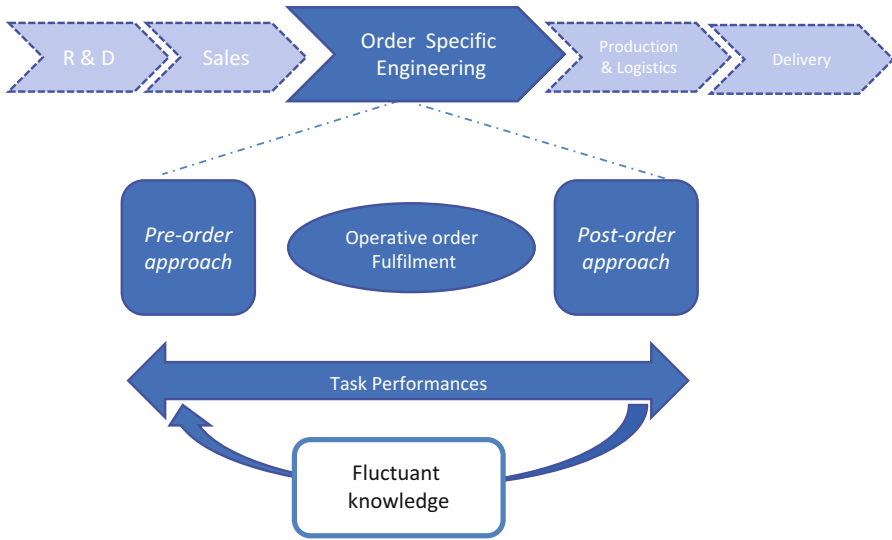 R & D
Sales
Order Specific
Engineering
Production
& Logistics
Delivery
Pre-order
approach
Operative order
Fulfilment
Post-order
approach
Task Performances
Fluctuant
knowledge